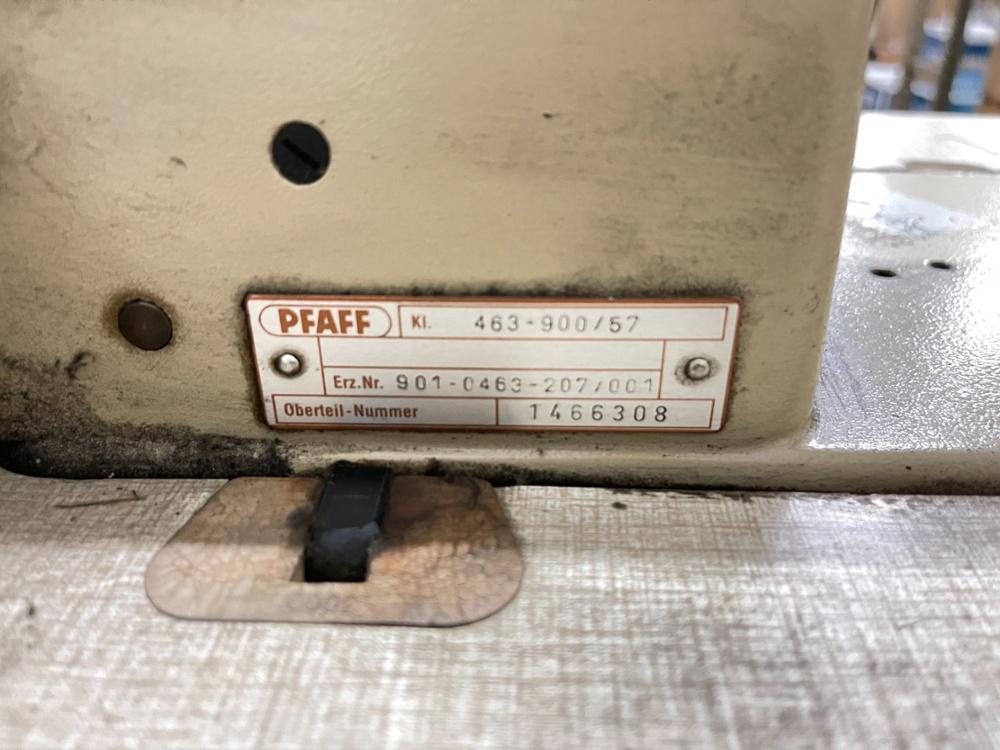 PFAFF Kl. 463-900/57
Erz.Nr. 901-0463-207/001
Oberteil-Nummer 1466308